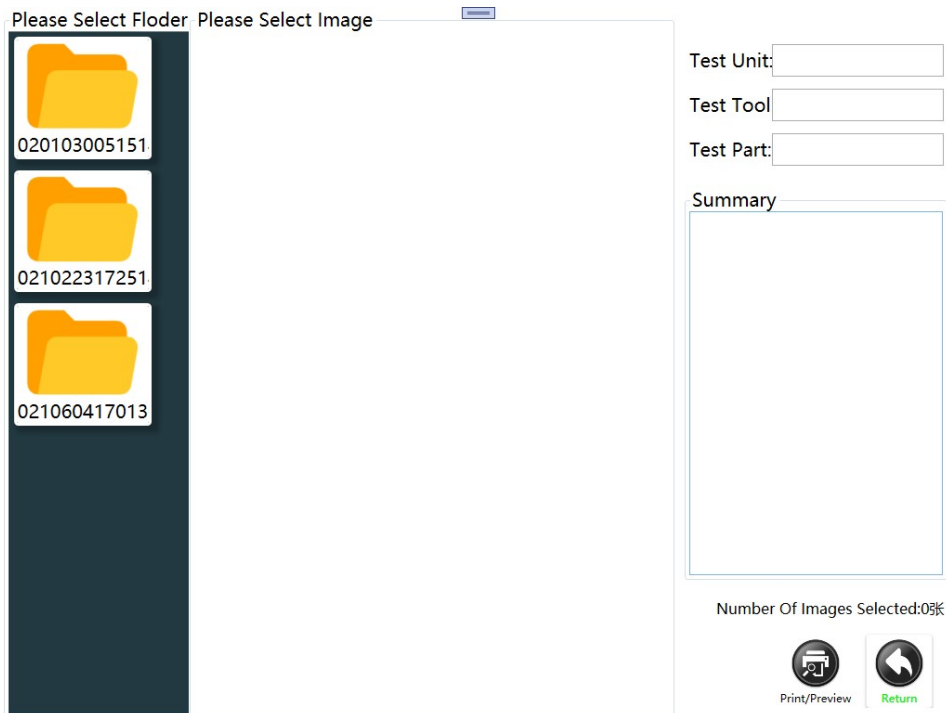 Please Select Floder
Please Select Image
020103005151
021022317251
021060417013
Test Unit:
Test Tool
Test Part:
Summary
Number Of Images Selected:0张
Print/Preview
Return